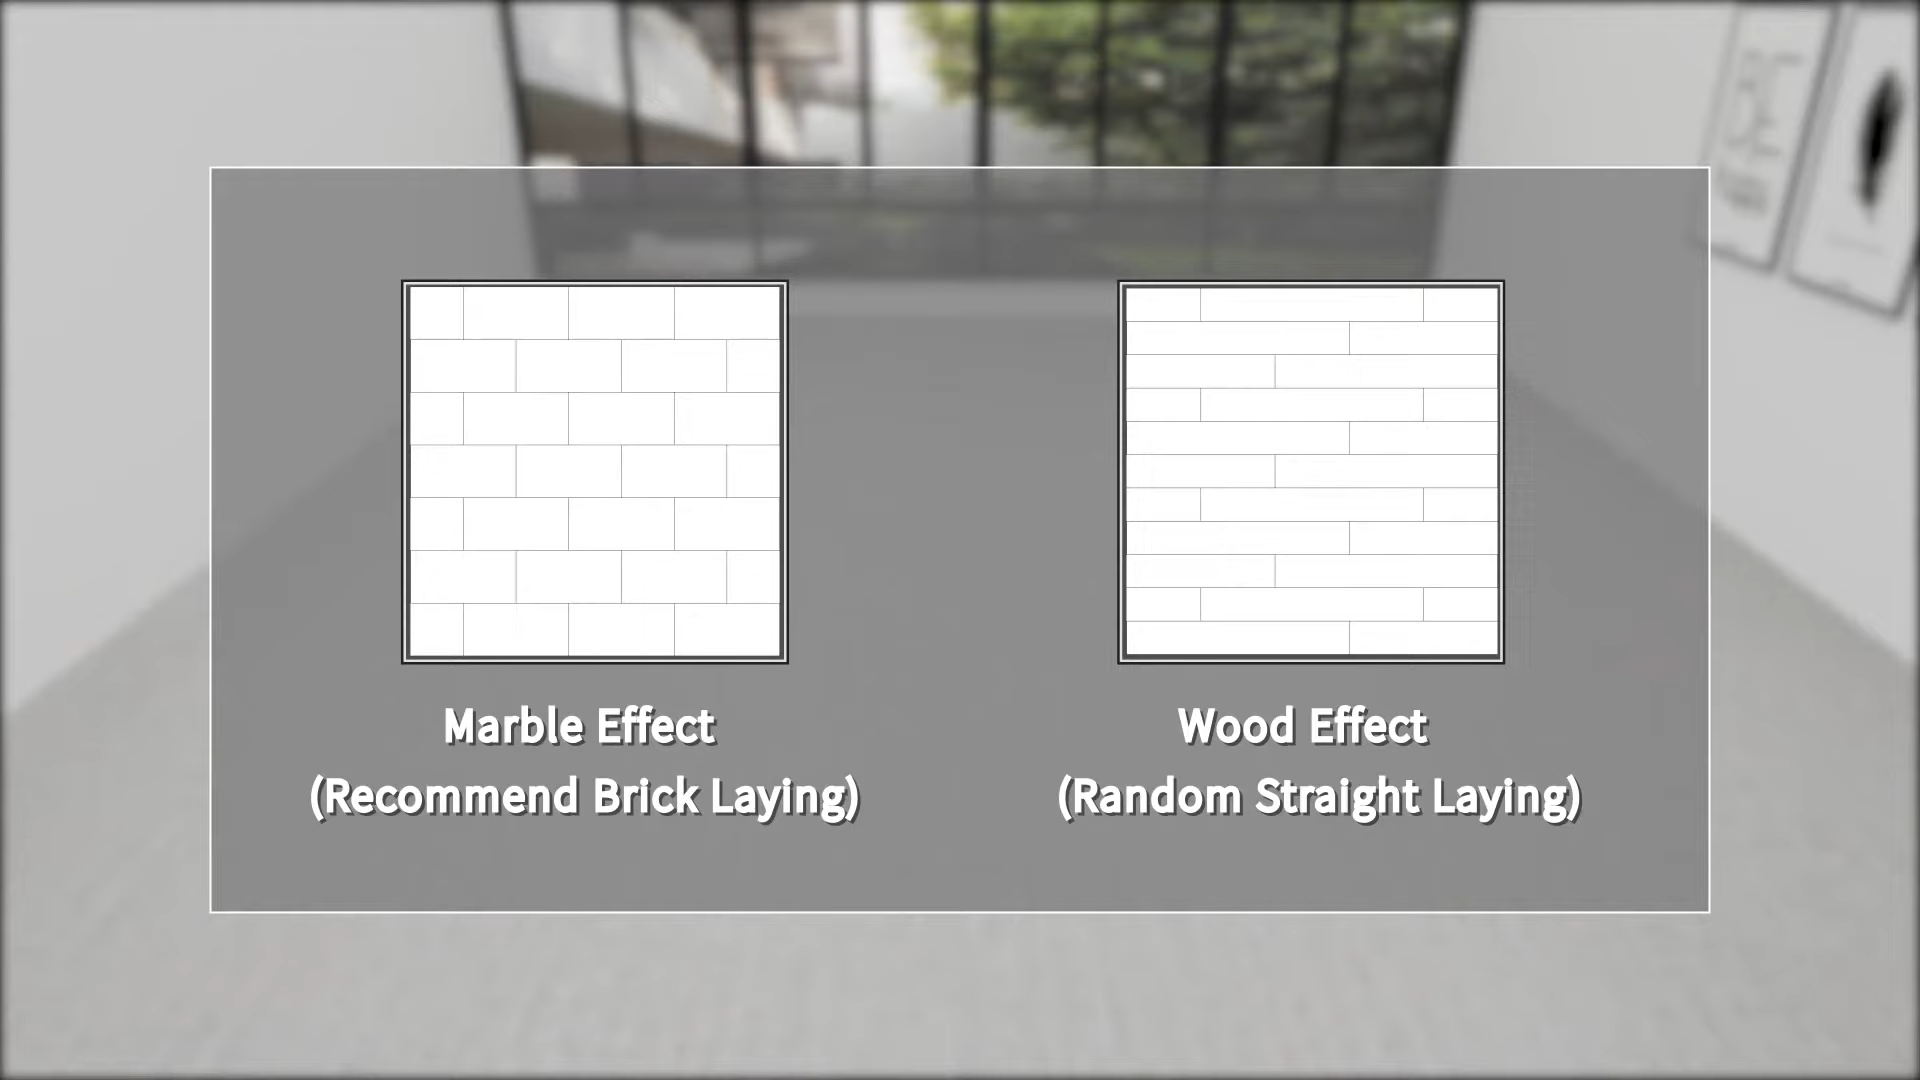 Marble Effect
(Recommend Brick Laying)
Wood Effect
(Random Straight Laying)